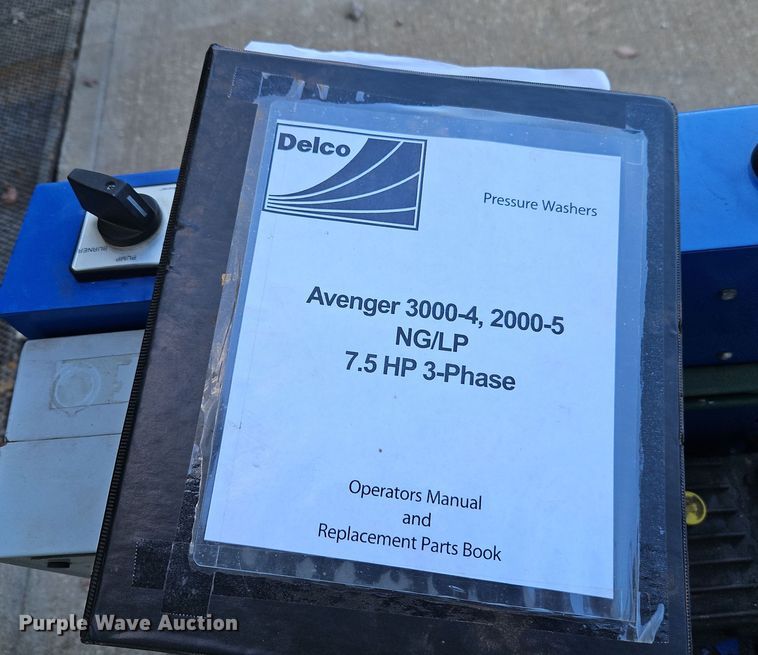 Delco
Pressure Washers
Avenger 3000-4, 2000-5
NG/LP
7.5 HP 3-Phase
Operators Manual
and
Replacement Parts Book
PUMP
BURNER
Purple Wave Auction